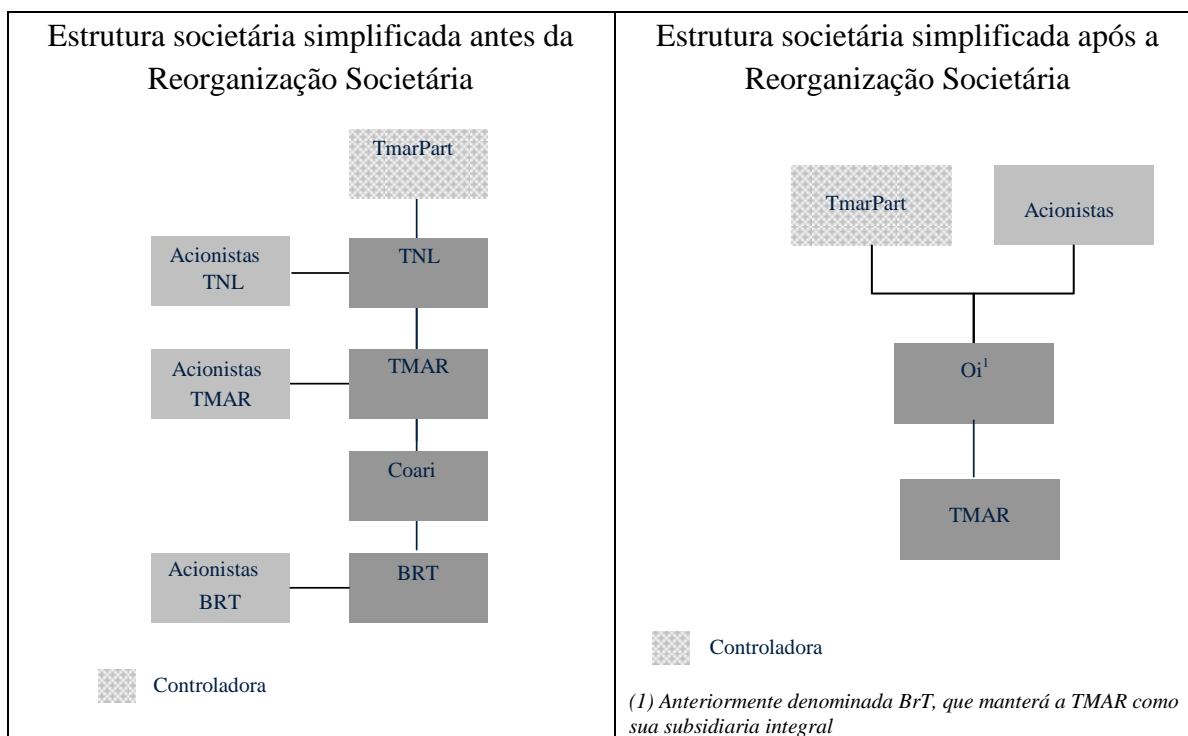 Estrutura societária simplificada antes da
Reorganização Societária
TmarPart
Acionistas
TNL
TNL
Acionistas
TMAR
TMAR
Coari
Acionistas
BRT
BRT
Controladora
Estrutura societária simplificada após a
Reorganização Societária
TmarPart
Acionistas
Oi¹
TMAR
Controladora
(1) Anteriormente denominada BrT, que manterá a TMAR como
sua subsidiaria integral